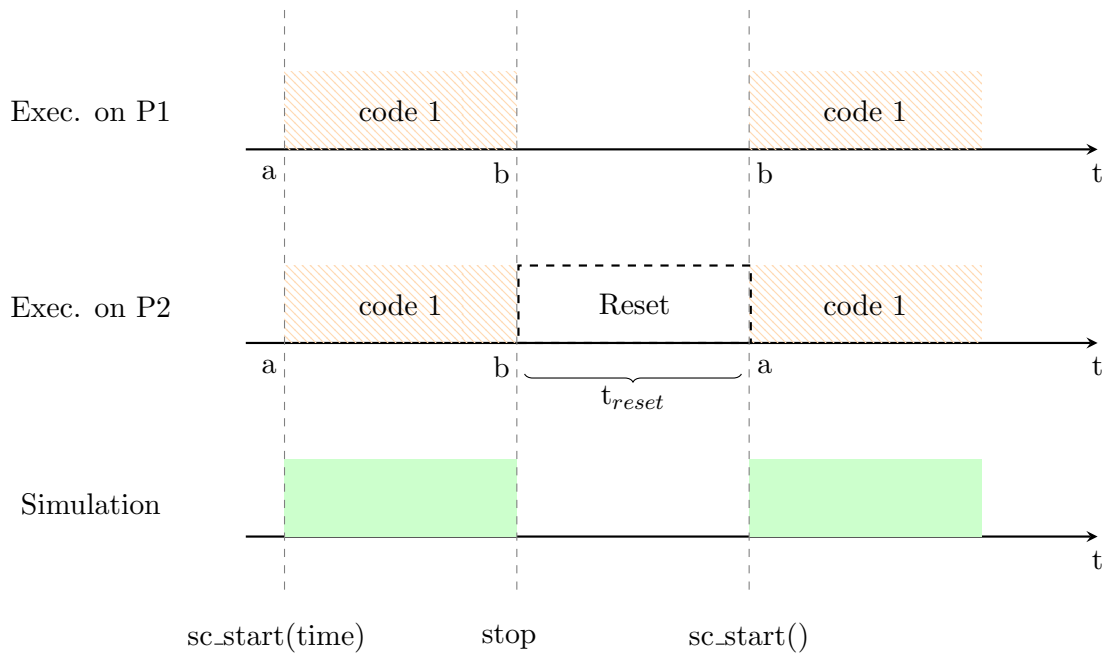 Exec. on P1
code 1
code 1
a
b
b
t
Exec. on P2
code 1
Reset
code 1
a
b
a
t
t_reset
Simulation
t
sc_start(time)
stop
sc_start()